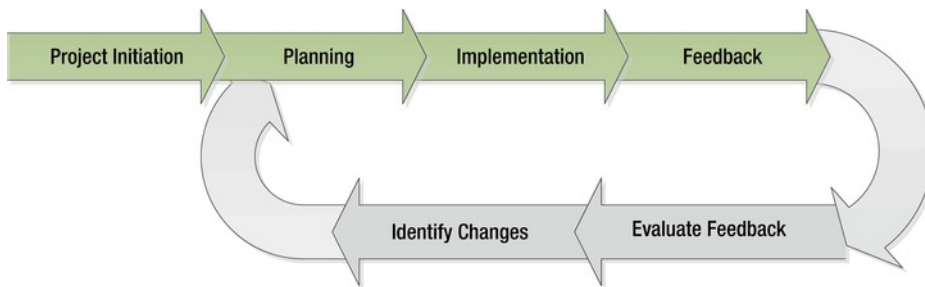 Project Initiation
Planning
Implementation
Feedback
Evaluate Feedback
Identify Changes